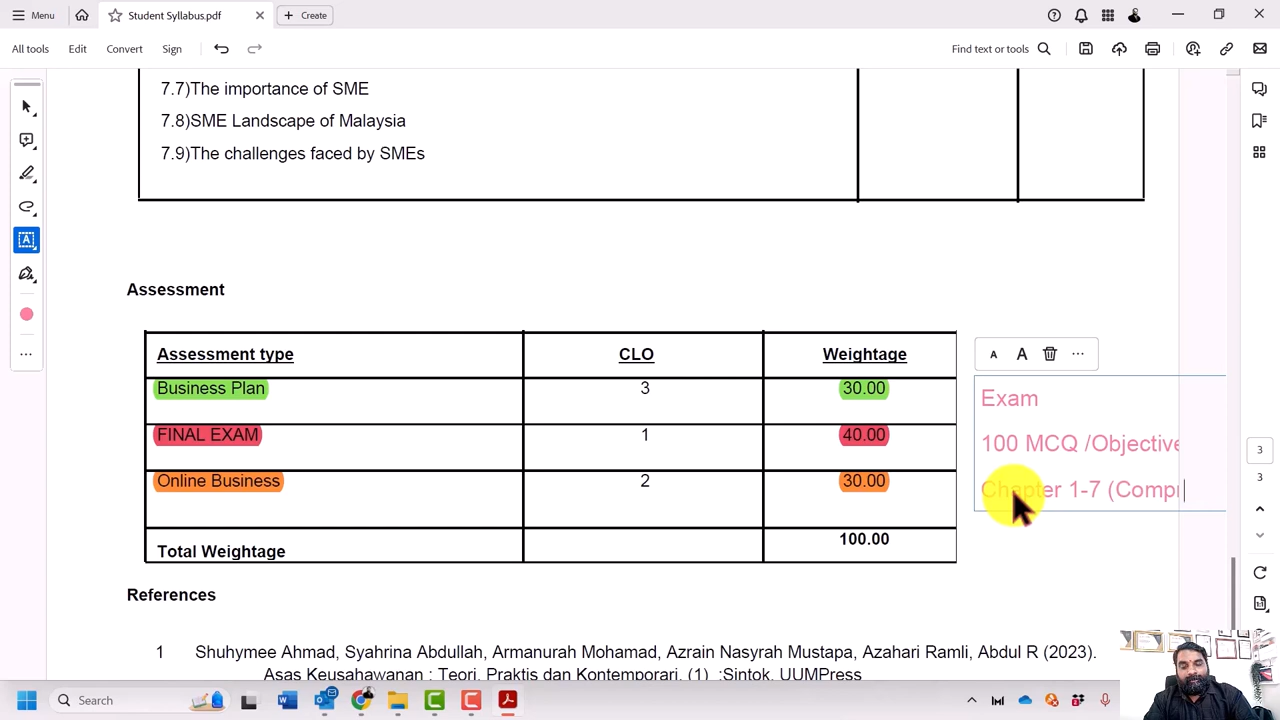 Menu
Student Syllabus.pdf
Create
All tools
Edit
Convert
Sign
Find text or tools
7.7)The importance of SME
7.8)SME Landscape of Malaysia
7.9)The challenges faced by SMEs
Assessment
Assessment type CLO Weightage
Business Plan 3 30.00
FINAL EXAM 1 40.00
Online Business 2 30.00
Total Weightage 100.00
A A
Exam
100 MCQ /Objective
Chapter 1-7 (Compr
3
3
References
1 Shuhymee Ahmad, Syahrina Abdullah, Armanurah Mohamad, Azrain Nasyrah Mustapa, Azahari Ramli, Abdul R (2023).
Asas Keusahawanan : Teori, Praktis dan Kontemporari, (1) .:Sintok, UUMPress
Search